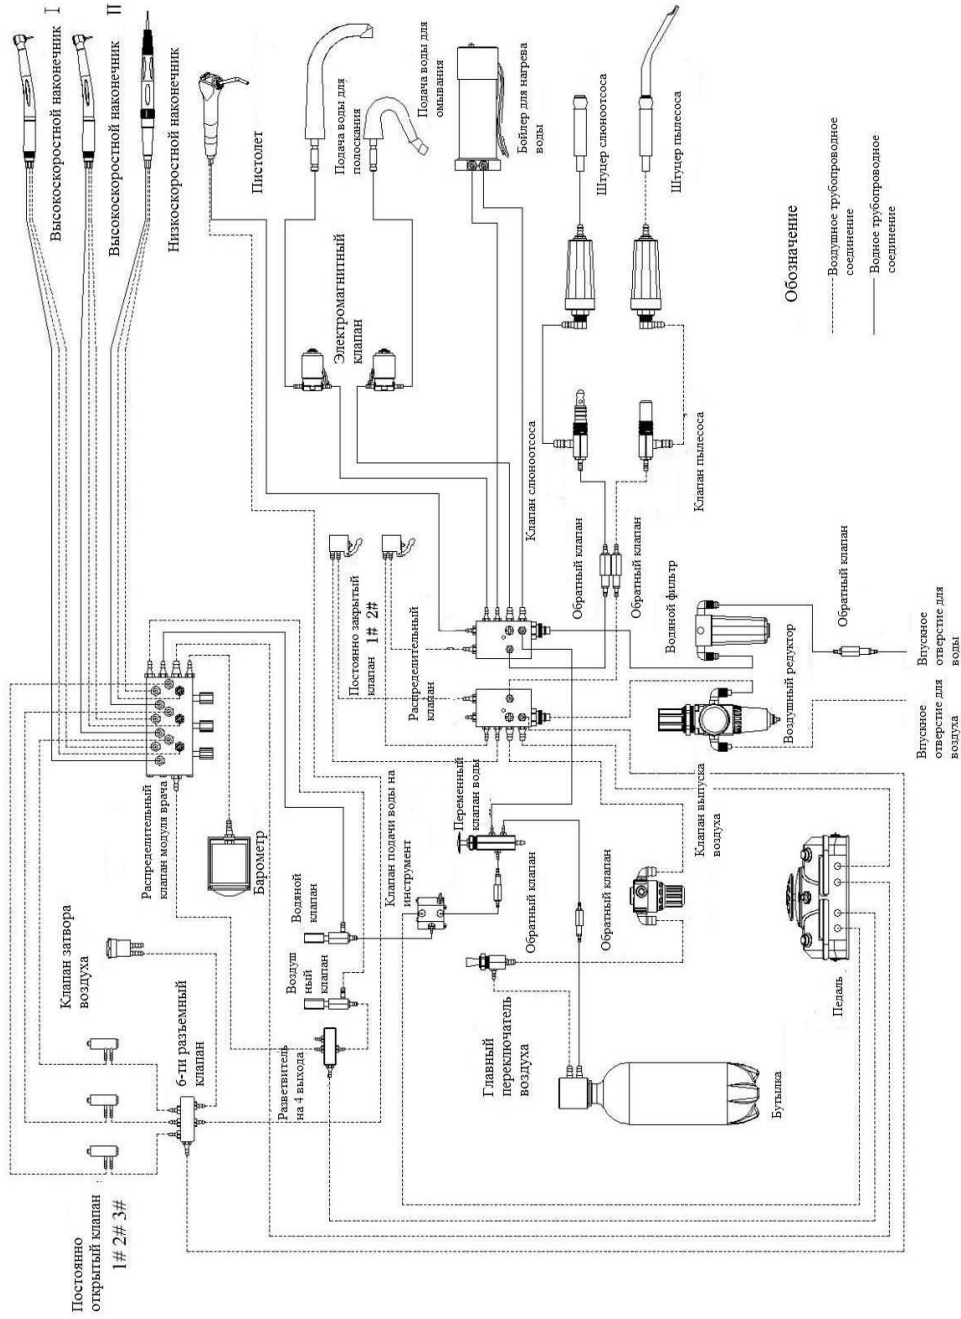 Высокоскоростной наконечник I
Высокоскоростной наконечник II
Низкоскоростной наконечник
Пистолет
Подача воды для
полоскания
Подача воды для
омывания
Бойлер для нагрева
воды
Штуцер слюноотсоса
Штуцер пылесоса
Обозначение
Воздушное трубопроводное
соединение
Водное трубопроводное
соединение
Электромагнитный
клапан
Клапан слюноотсоса
Клапан пылесоса
Постоянно закрытый
клапан 1# 2#
Распределительный
клапан
Обратный клапан
Обратный клапан
Водяной фильтр
Обратный клапан
Воздушный редуктор
Впускное
отверстие для
воды
Впускное
отверстие для
воздуха
Распределительный
клапан модуля врача
Барометр
Клапан подачи воды на
инструмент
Переменный
клапан воды
Клапан выпуска
воздуха
Клапан затвора
воздуха
Водяной
клапан
Воздуш
ный
клапан
Обратный клапан
Обратный клапан
6-ти разъемный
клапан
Разветвитель
на 4 выхода
Главный
переключатель
воздуха
Педаль
Бутылка
Постоянно
открытый клапан
1# 2# 3#